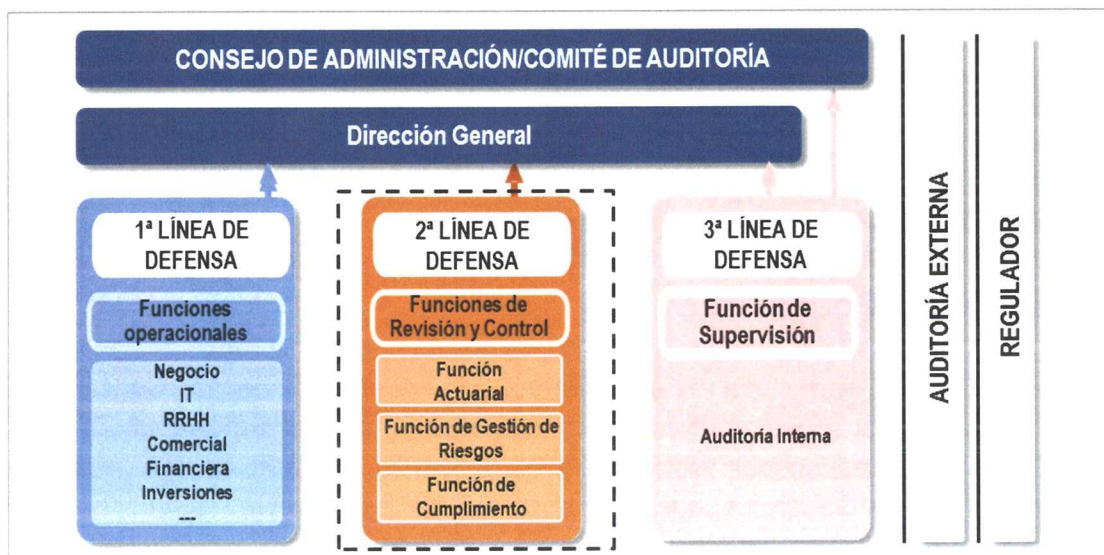 CONSEJO DE ADMINISTRACIÓN/COMITÉ DE AUDITORÍA
Dirección General
1ª LÍNEA DE
DEFENSA
Funciones
operacionales
Negocio
IT
RRHH
Comercial
Financiera
Inversiones
---
2ª LÍNEA DE
DEFENSA
Funciones de
Revisión y Control
Función
Actuarial
Función de Gestión de
Riesgos
Función de
Cumplimiento
3ª LÍNEA DE
DEFENSA
Función de
Supervisión
Auditoría Interna
AUDITORÍA EXTERNA
REGULADOR